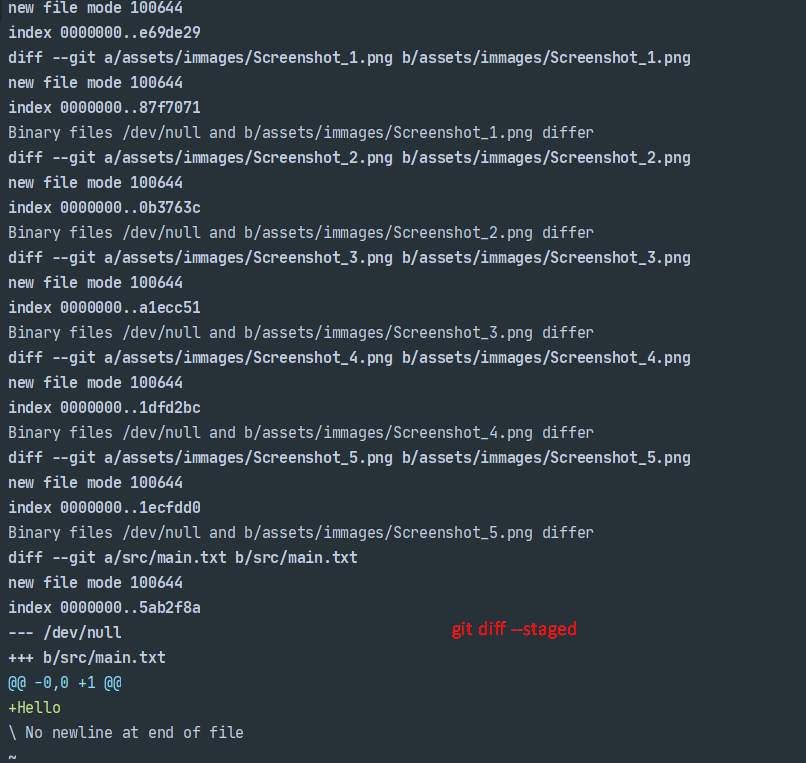 new file mode 100644
index 0000000..e69de29
diff --git a/assets/immages/Screenshot_1.png b/assets/immages/Screenshot_1.png
new file mode 100644
index 0000000..87f7071
Binary files /dev/null and b/assets/immages/Screenshot_1.png differ
diff --git a/assets/immages/Screenshot_2.png b/assets/immages/Screenshot_2.png
new file mode 100644
index 0000000..0b3763c
Binary files /dev/null and b/assets/immages/Screenshot_2.png differ
diff --git a/assets/immages/Screenshot_3.png b/assets/immages/Screenshot_3.png
new file mode 100644
index 0000000..a1ecc51
Binary files /dev/null and b/assets/immages/Screenshot_3.png differ
diff --git a/assets/immages/Screenshot_4.png b/assets/immages/Screenshot_4.png
new file mode 100644
index 0000000..1dfd2bc
Binary files /dev/null and b/assets/immages/Screenshot_4.png differ
diff --git a/assets/immages/Screenshot_5.png b/assets/immages/Screenshot_5.png
new file mode 100644
index 0000000..1ecfdd0
Binary files /dev/null and b/assets/immages/Screenshot_5.png differ
diff --git a/src/main.txt b/src/main.txt
new file mode 100644
index 0000000..5ab2f8a
--- /dev/null
git diff --staged
+++ b/src/main.txt
@@ -0,0 +1 @@
+Hello
\ No newline at end of file
~